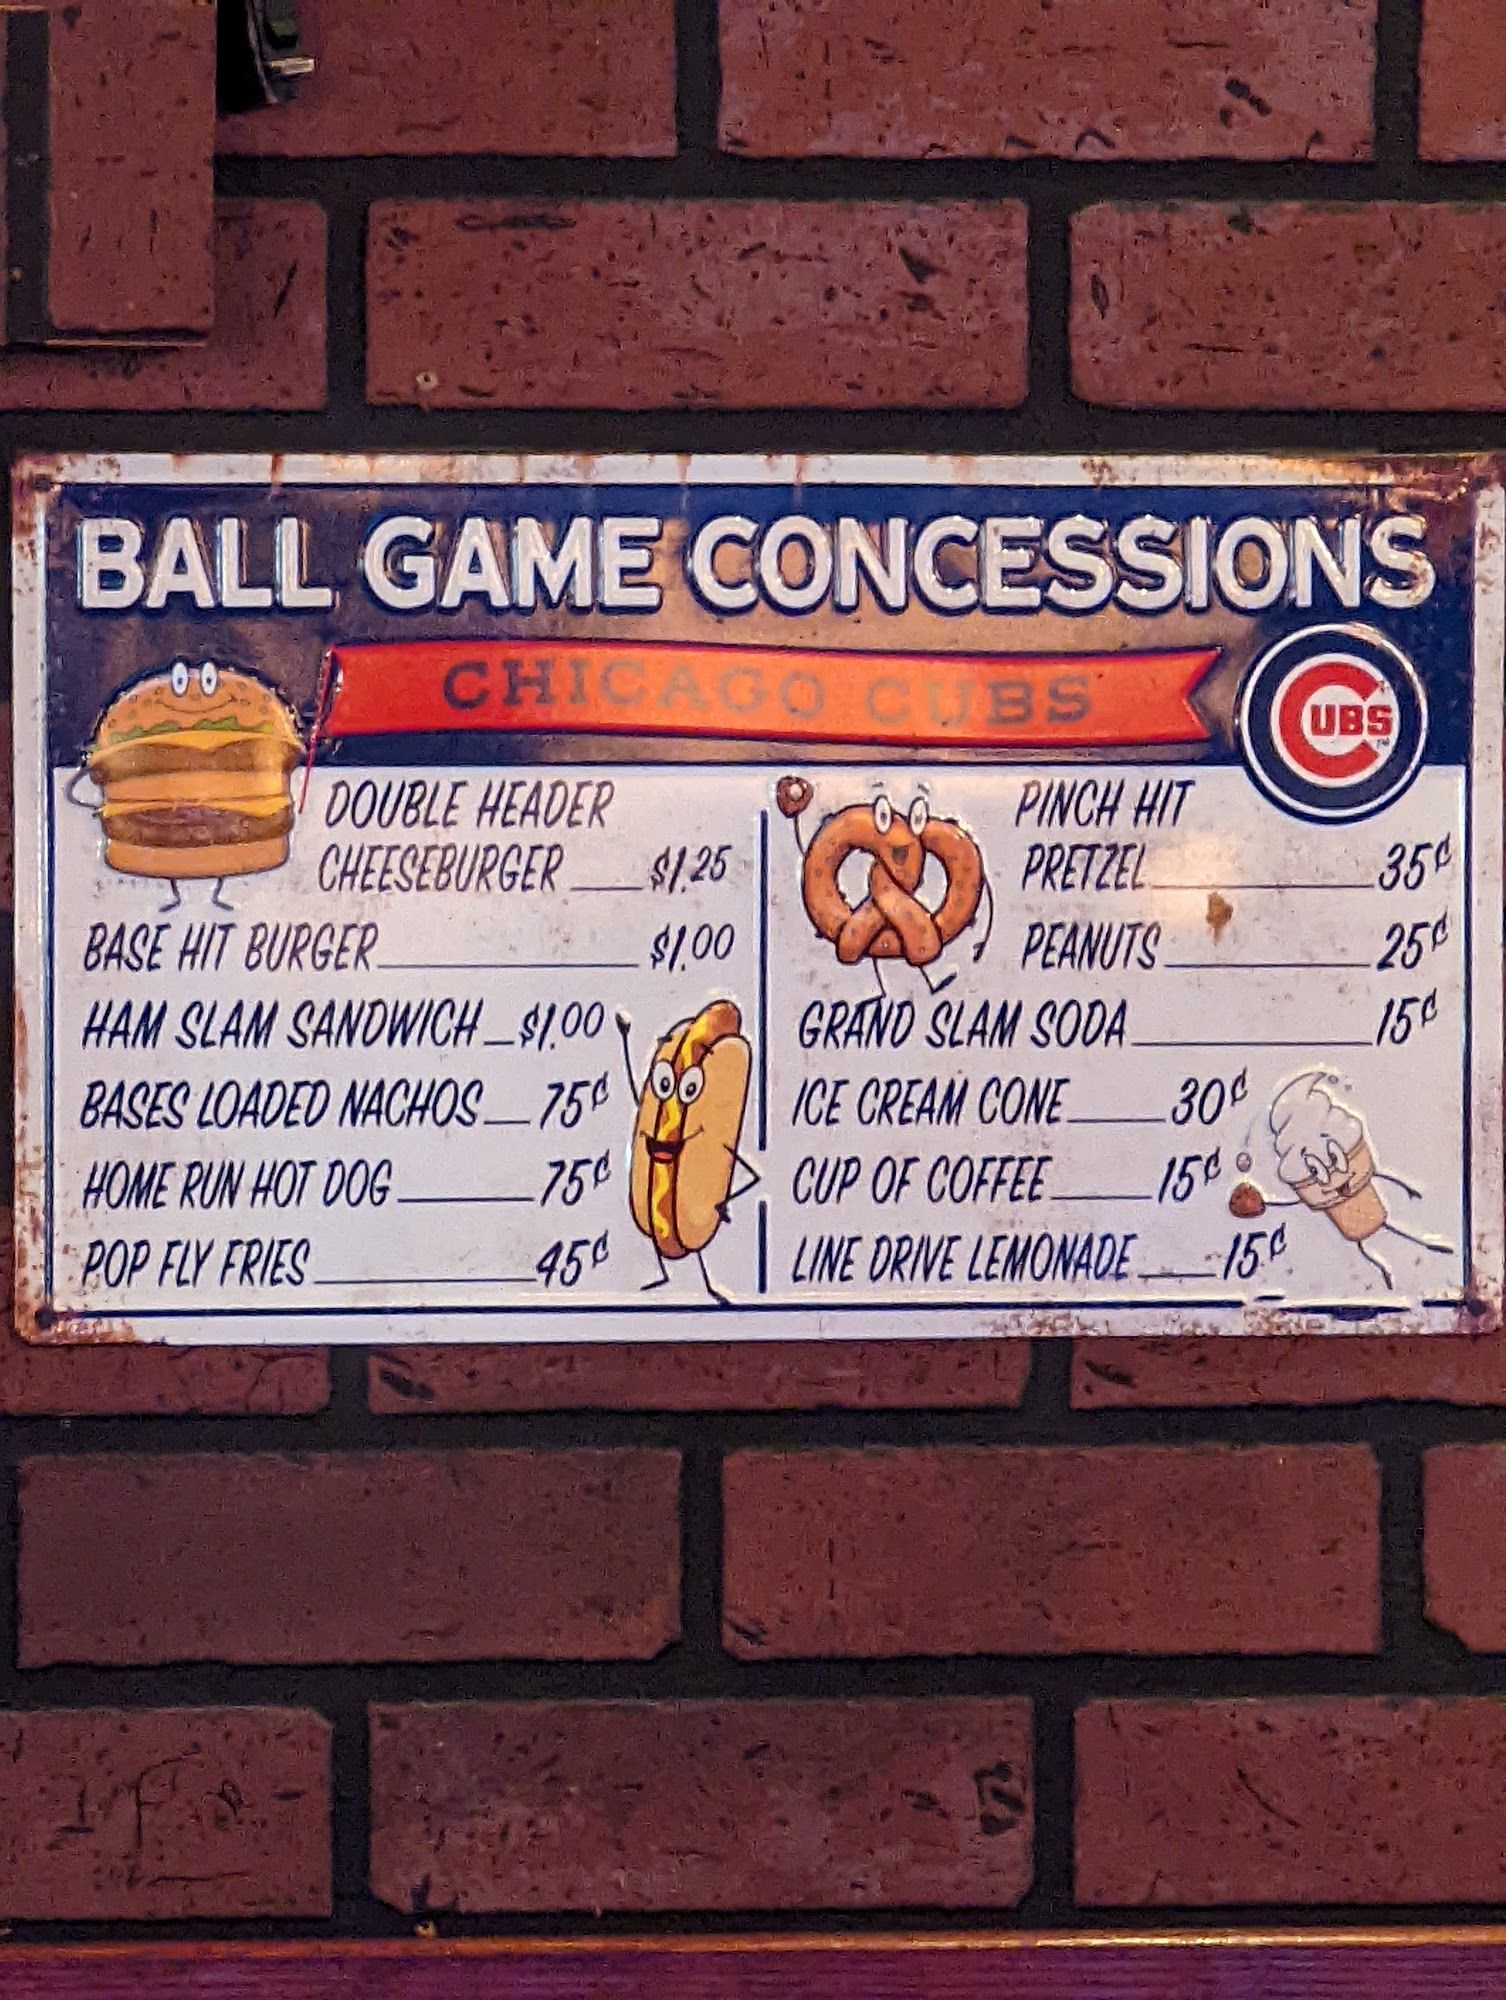 BALL GAME CONCESSIONS
CHICAGO CUBS
CUBS
DOUBLE HEADER
CHEESEBURGER $1.25
BASE HIT BURGER $1.00
HAM SLAM SANDWICH $1.00
BASES LOADED NACHOS 75¢
HOME RUN HOT DOG 75¢
POP FLY FRIES 45¢
PINCH HIT
PRETZEL 35¢
PEANUTS 25¢
GRAND SLAM SODA 15¢
ICE CREAM CONE 30¢
CUP OF COFFEE 15¢
LINE DRIVE LEMONADE 15¢